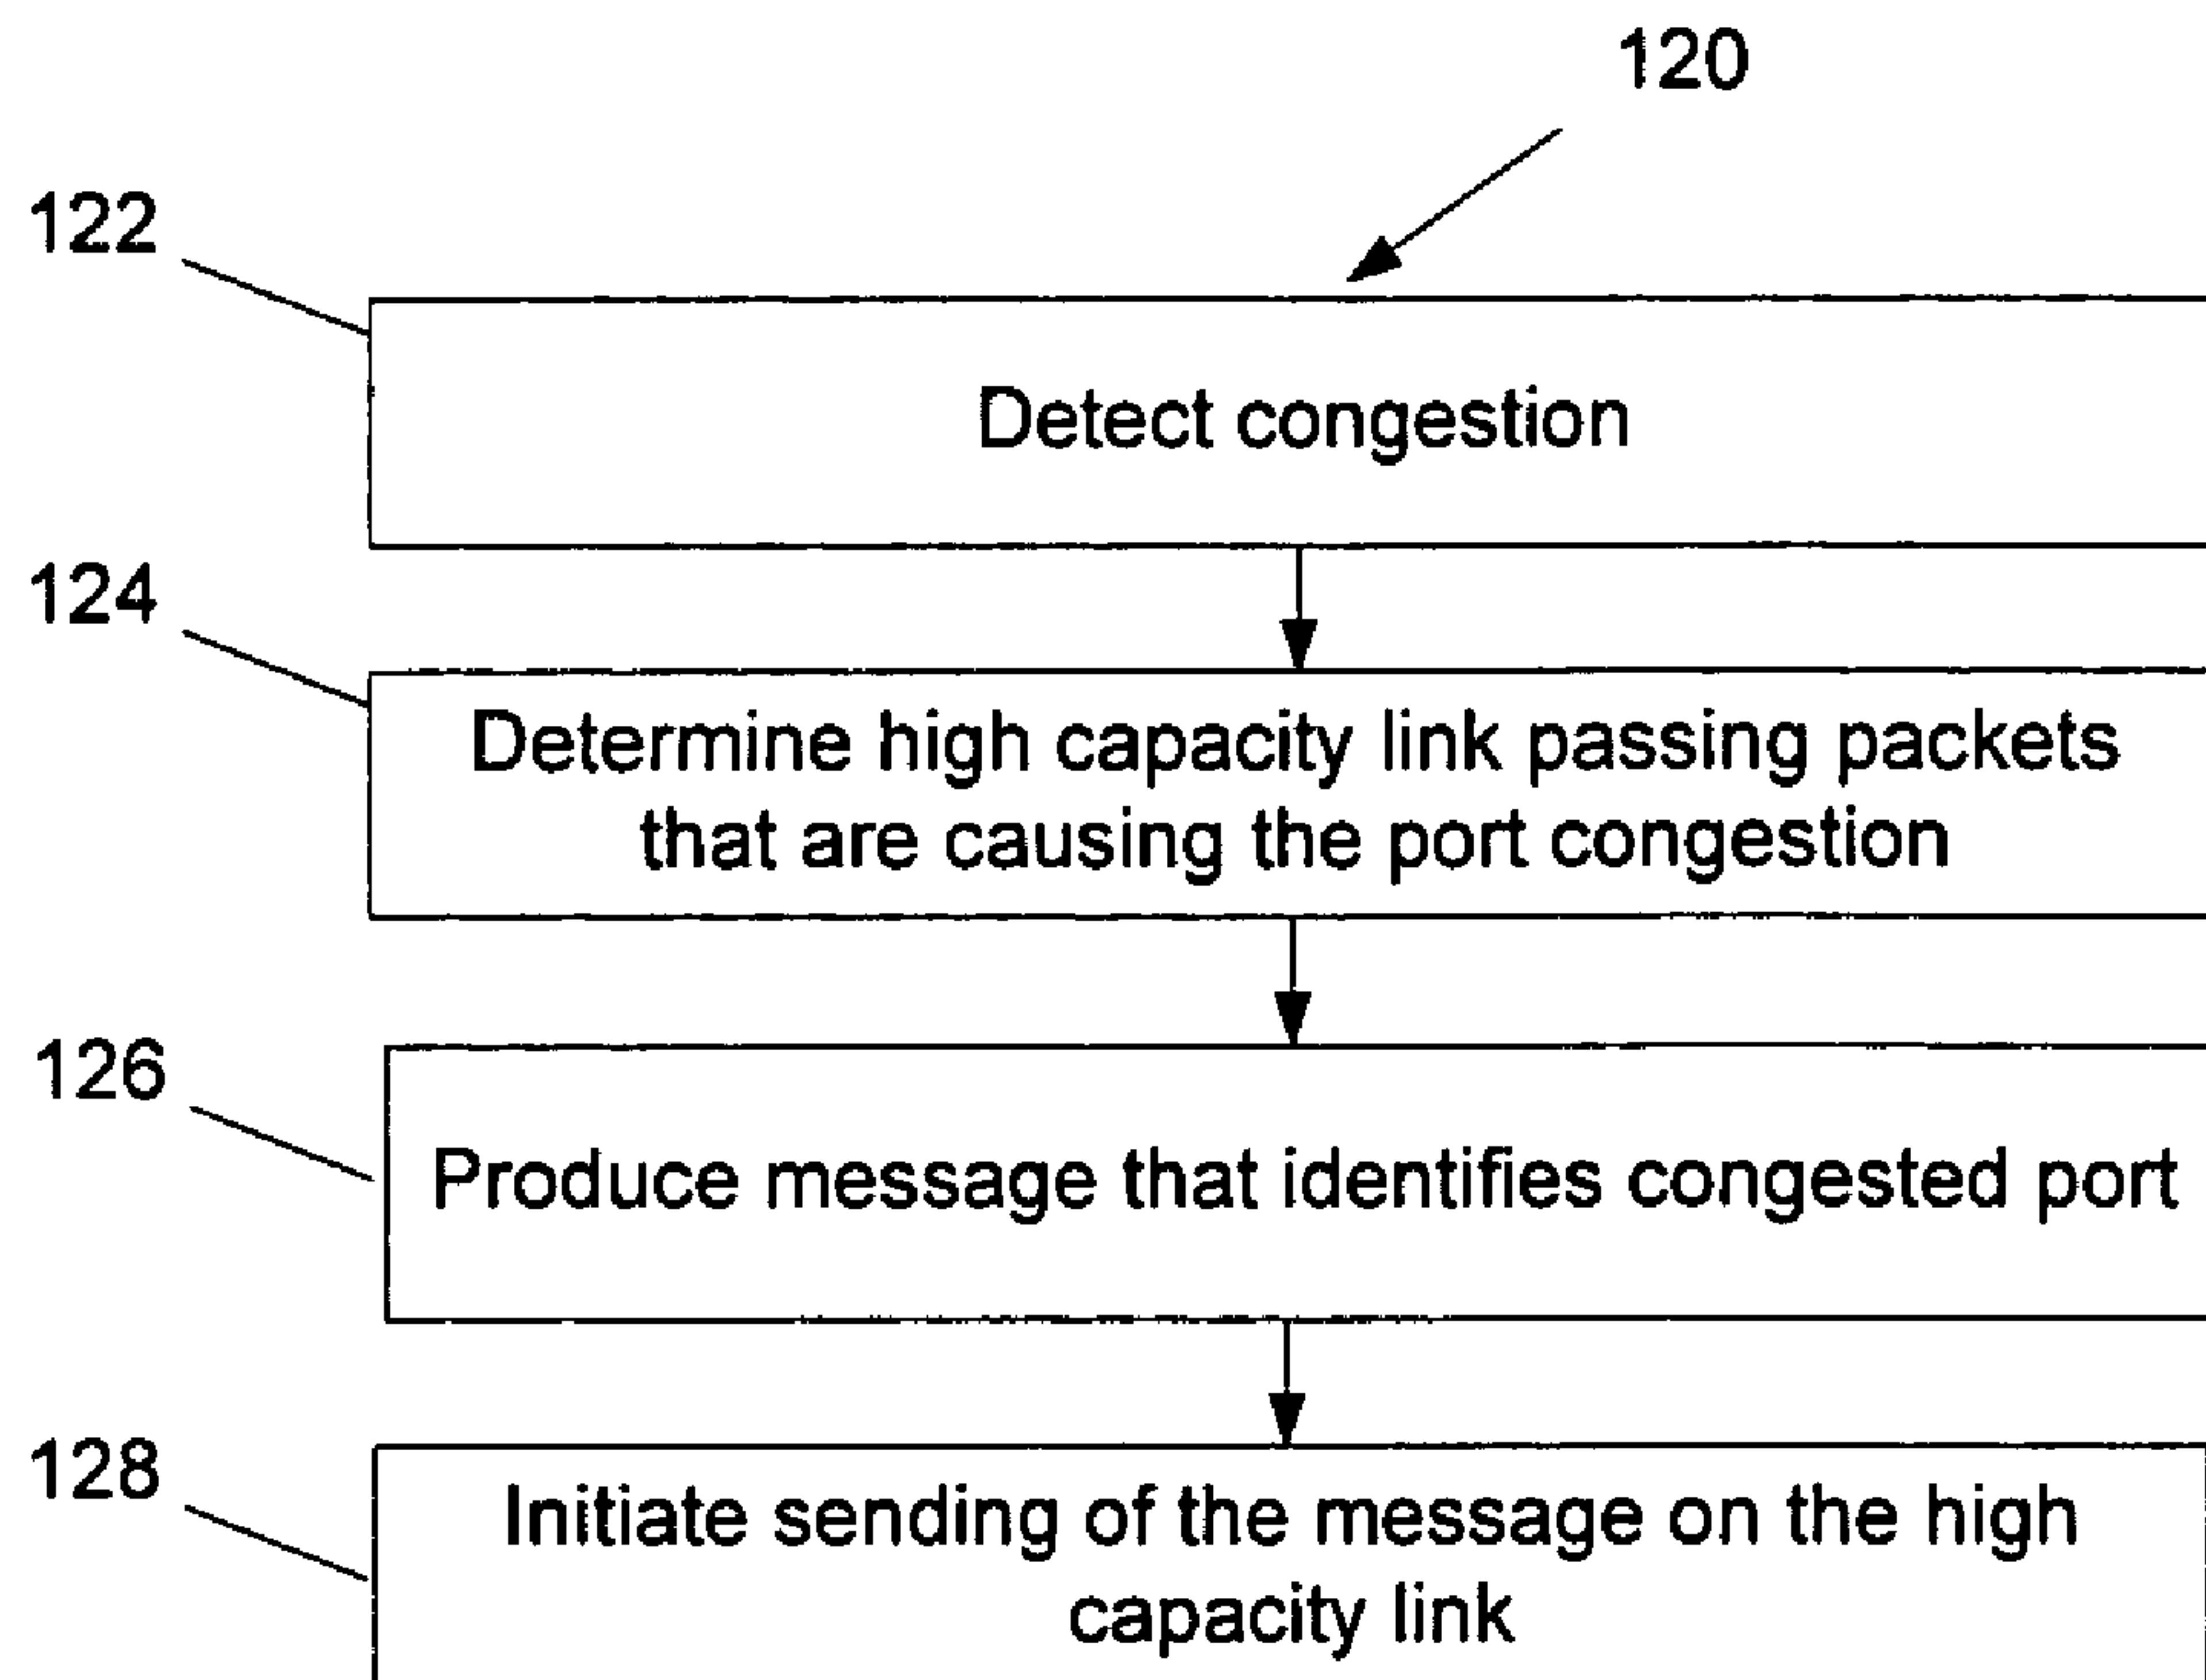 120
122
Detect congestion
124
Determine high capacity link passing packets
that are causing the port congestion
126
Produce message that identifies congested port
128
Initiate sending of the message on the high
capacity link